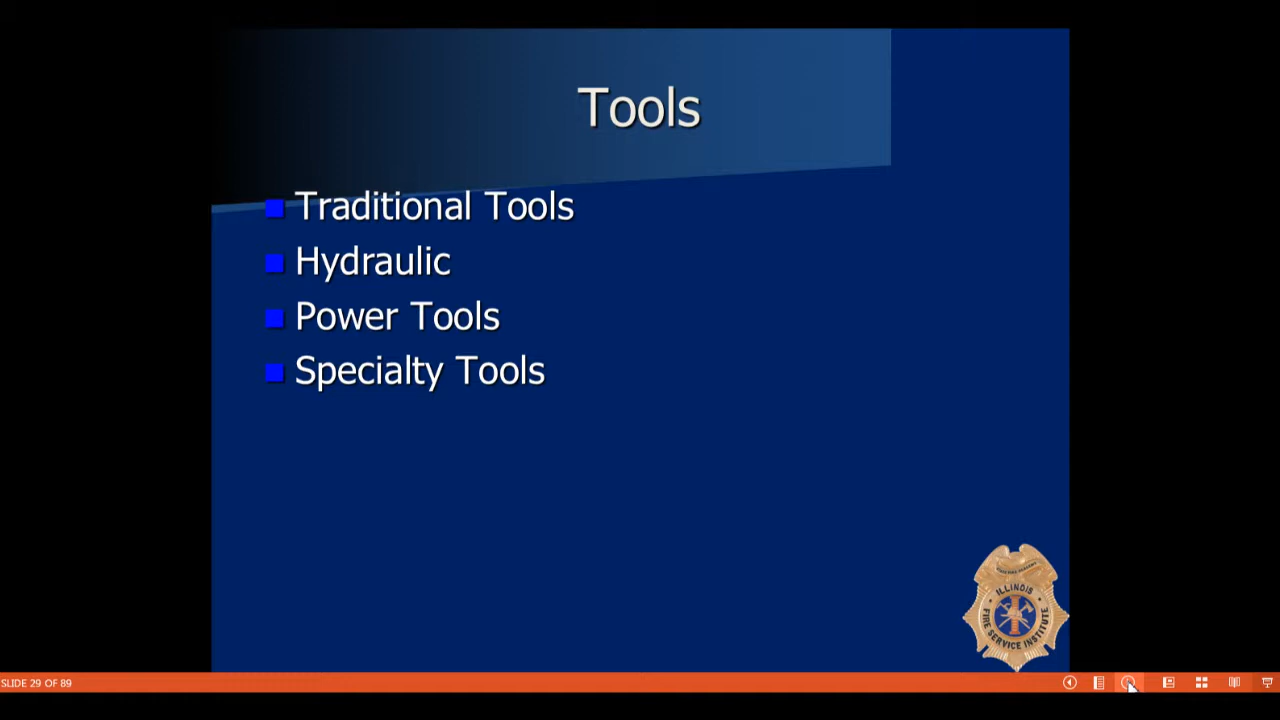 Tools
Traditional Tools
Hydraulic
Power Tools
Specialty Tools
ILLINOIS
FIRE SERVICE INSTITUTE
SLIDE 29 OF 89